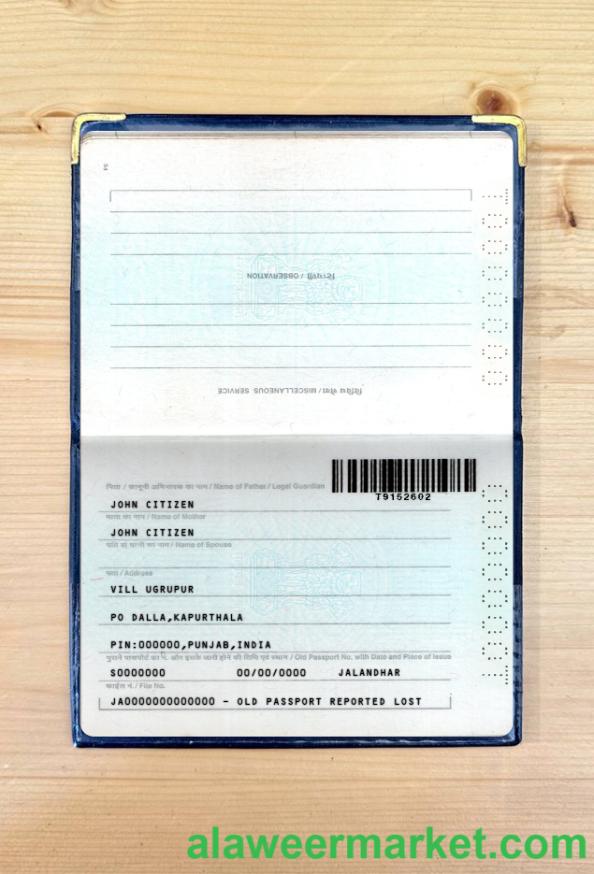 34
टिप्पणी / OBSERVATION
विविध सेवा / MISCELLANEOUS SERVICE
पिता / कानूनी अभिभावक का नाम / Name of Father / Legal Guardian
T9152602
JOHN CITIZEN
माता का नाम / Name of Mother
JOHN CITIZEN
पति या पत्नी का नाम / Name of Spouse
पता / Address
VILL UGRUPUR
PO DALLA,KAPURTHALA
PIN:000000,PUNJAB,INDIA
पुराने पासपोर्ट का नं. और इसके जारी होने की तिथि एवं स्थान / Old Passport No. with Date and Place of Issue
S0000000 00/00/0000 JALANDHAR
फाईल नं. / File No.
JA0000000000000 - OLD PASSPORT REPORTED LOST
alaweermarket.com